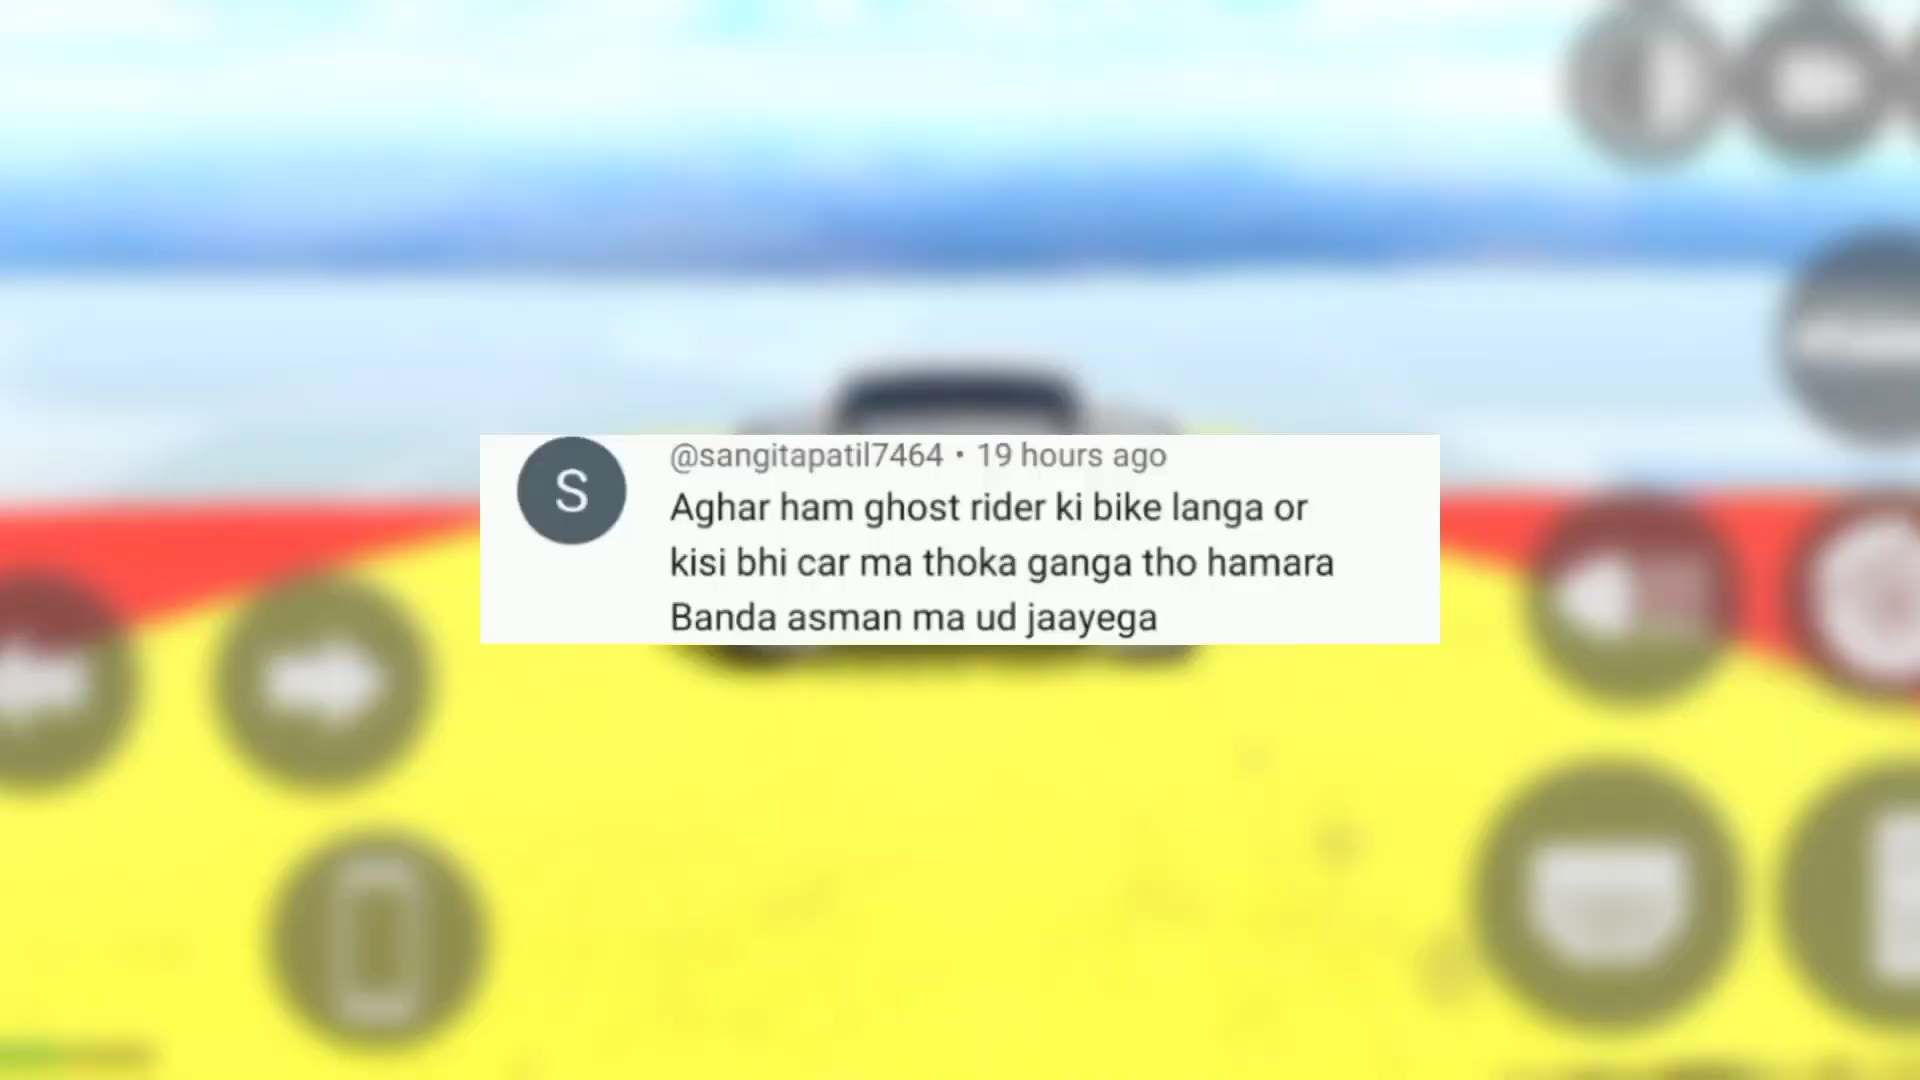 @sangitapatil7464 • 19 hours ago
S
Aghar ham ghost rider ki bike langa or
kisi bhi car ma thoka ganga tho hamara
Banda asman ma ud jaayega